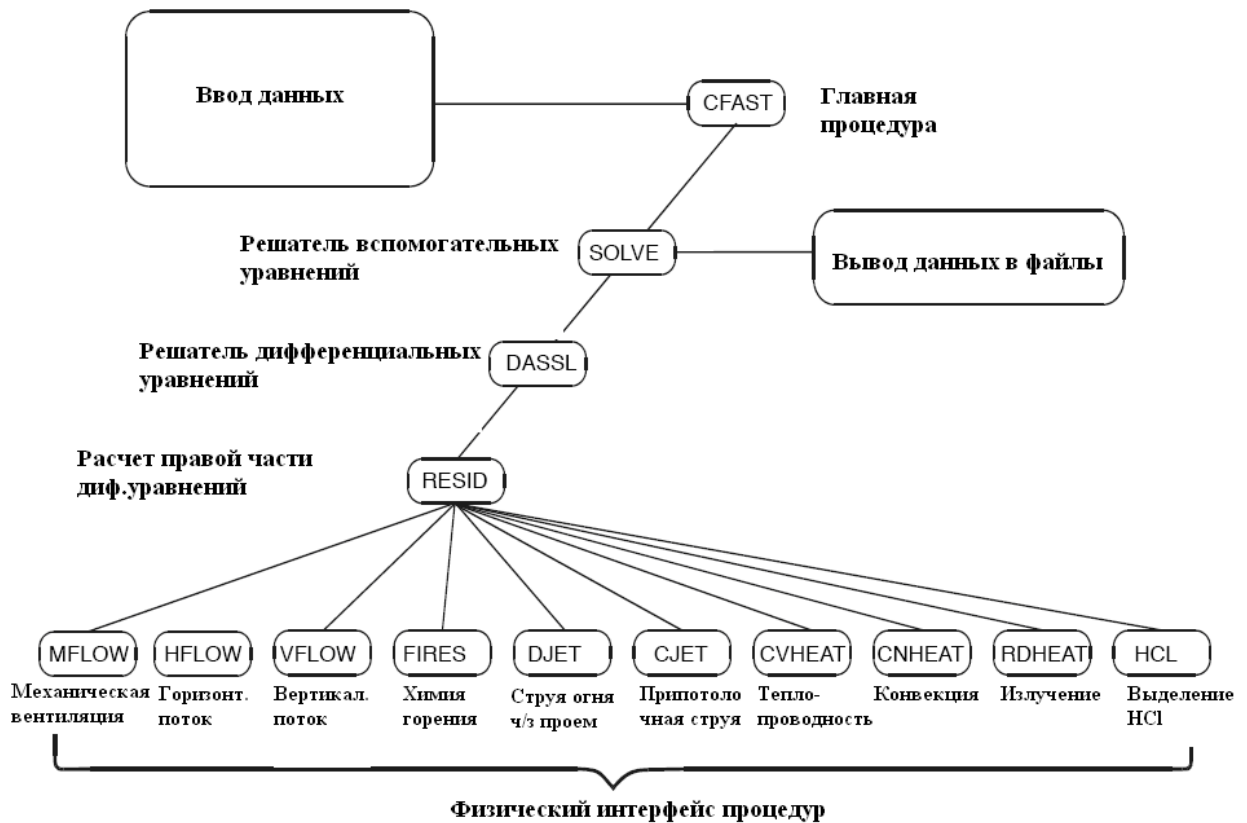 Ввод данных
CFAST
Главная
процедура
Решатель вспомогательных
уравнений
SOLVE
Вывод данных в файлы
Решатель дифференциальных
уравнений
DASSL
Расчет правой части
диф.уравнений
RESID
MFLOW
HFLOW
VFLOW
FIRES
DJET
CJET
CVHEAT
CNHEAT
RDHEAT
HCL
Механическая
вентиляция
Горизонт.
поток
Вертикал.
поток
Химия
горения
Струя огня
ч/з проем
Припотоло
чная струя
Тепло-
проводность
Конвекция
Излучение
Выделение
HCl
Физический интерфейс процедур